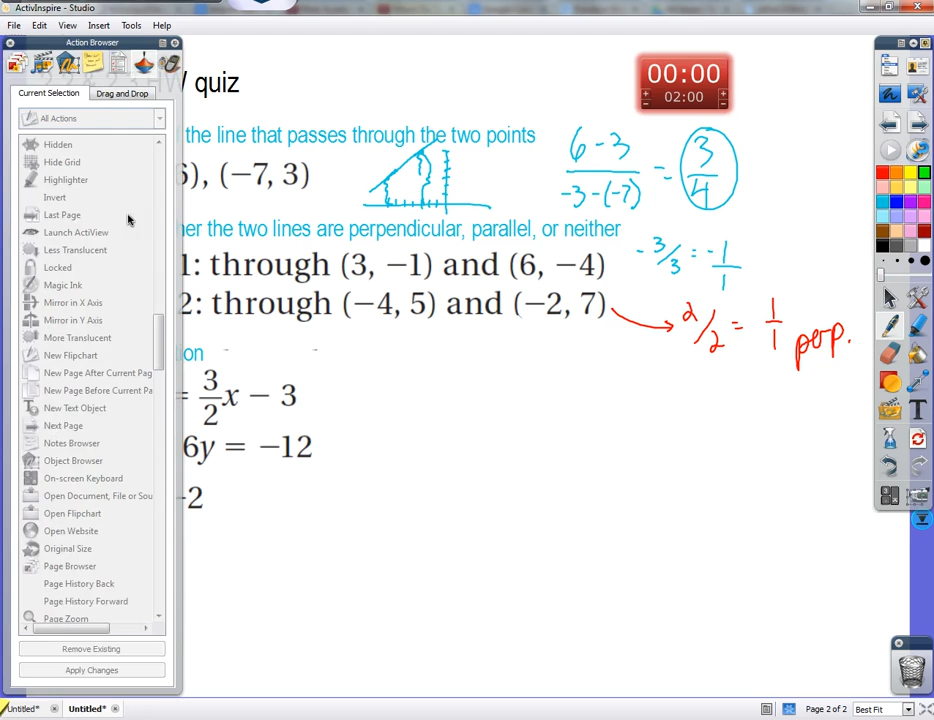 ActivInspire - Studio
File Edit View Insert Tools Help
Action Browser
Current Selection Drag and Drop
All Actions
Hidden
Hide Grid
Highlighter
Invert
Last Page
Launch ActiView
Less Translucent
Locked
Magic Ink
Mirror in X Axis
Mirror in Y Axis
More Translucent
New Flipchart
New Page After Current Pag
New Page Before Current Pa
New Text Object
Next Page
Notes Browser
Object Browser
On-screen Keyboard
Open Document, File or Sou
Open Flipchart
Open Website
Original Size
Page Browser
Page History Back
Page History Forward
Page Zoom
Remove Existing
Apply Changes
W quiz
00:00
02:00
the line that passes through the two points
6), (−7, 3)
6 - 3 / -3 - (-7) = 3/4
her the two lines are perpendicular, parallel, or neither
1: through (3, −1) and (6, −4)
-3/3 = -1/1
2: through (−4, 5) and (−2, 7)
2/2 = 1/1 perp.
ion
= 3/2 x − 3
6y = −12
-2
Untitled* Untitled* Page 2 of 2 Best Fit